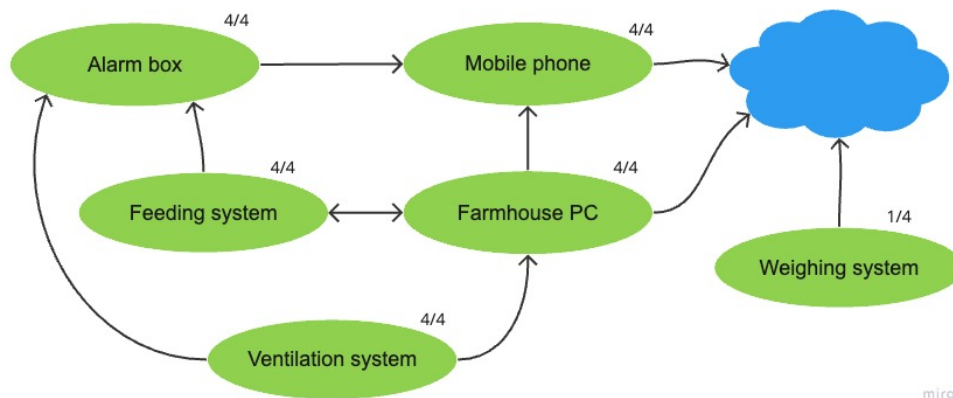 4/4
Alarm box
4/4
Mobile phone
4/4
Feeding system
4/4
Farmhouse PC
1/4
Weighing system
4/4
Ventilation system
miro